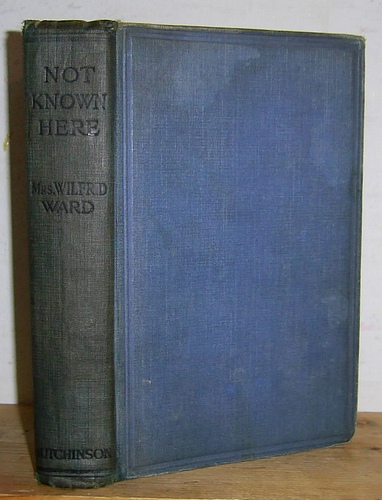 NOT
KNOWN
HERE
Mrs. WILFRID
WARD
HUTCHINSON